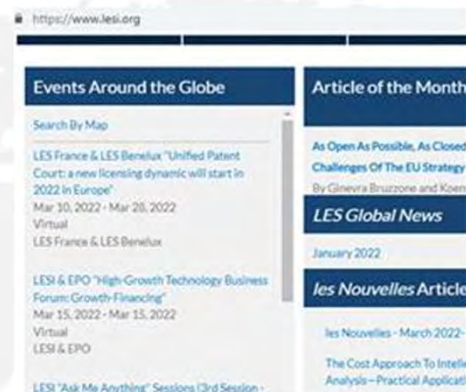 https://www.lesi.org
Events Around the Globe
Search By Map
LES France & LES Benelux "Unified Patent
Court: a new licensing dynamic will start in
2022 in Europe"
Mar 10, 2022 - Mar 28, 2022
Virtual
LES France & LES Benelux
LESI & EPO "High-Growth Technology Business
Forum: Growth-Financing"
Mar 15, 2022 - Mar 15, 2022
Virtual
LESI & EPO
LESI "Ask Me Anything" Sessions (3rd Session -
Article of the Month
As Open As Possible, As Closed
Challenges Of The EU Strategy
By Ginevra Bruzzone and Koen
LES Global News
January 2022
les Nouvelles Article
les Nouvelles - March 2022 -
The Cost Approach To Intelle
Analysis—Practical Applicati